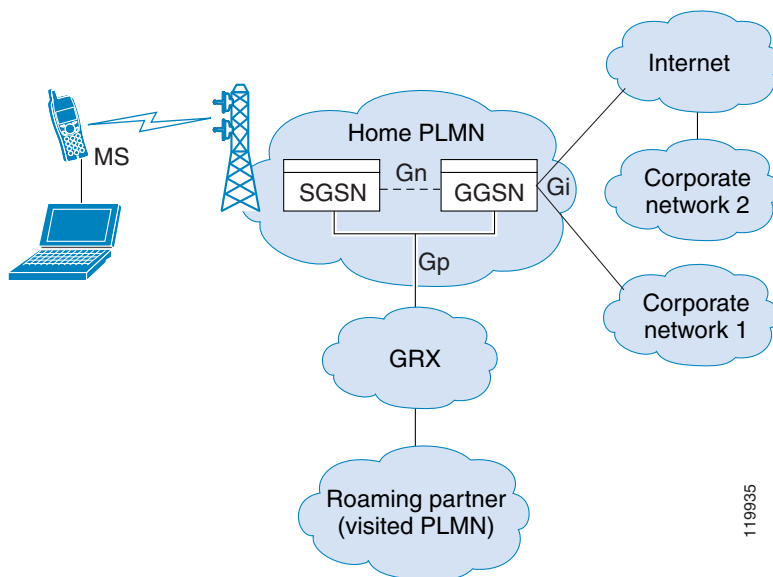 Internet
Home PLMN
MS
SGSN
Gn
GGSN
Gi
Corporate
network 2
Gp
Corporate
network 1
GRX
Roaming partner
(visited PLMN)
119935